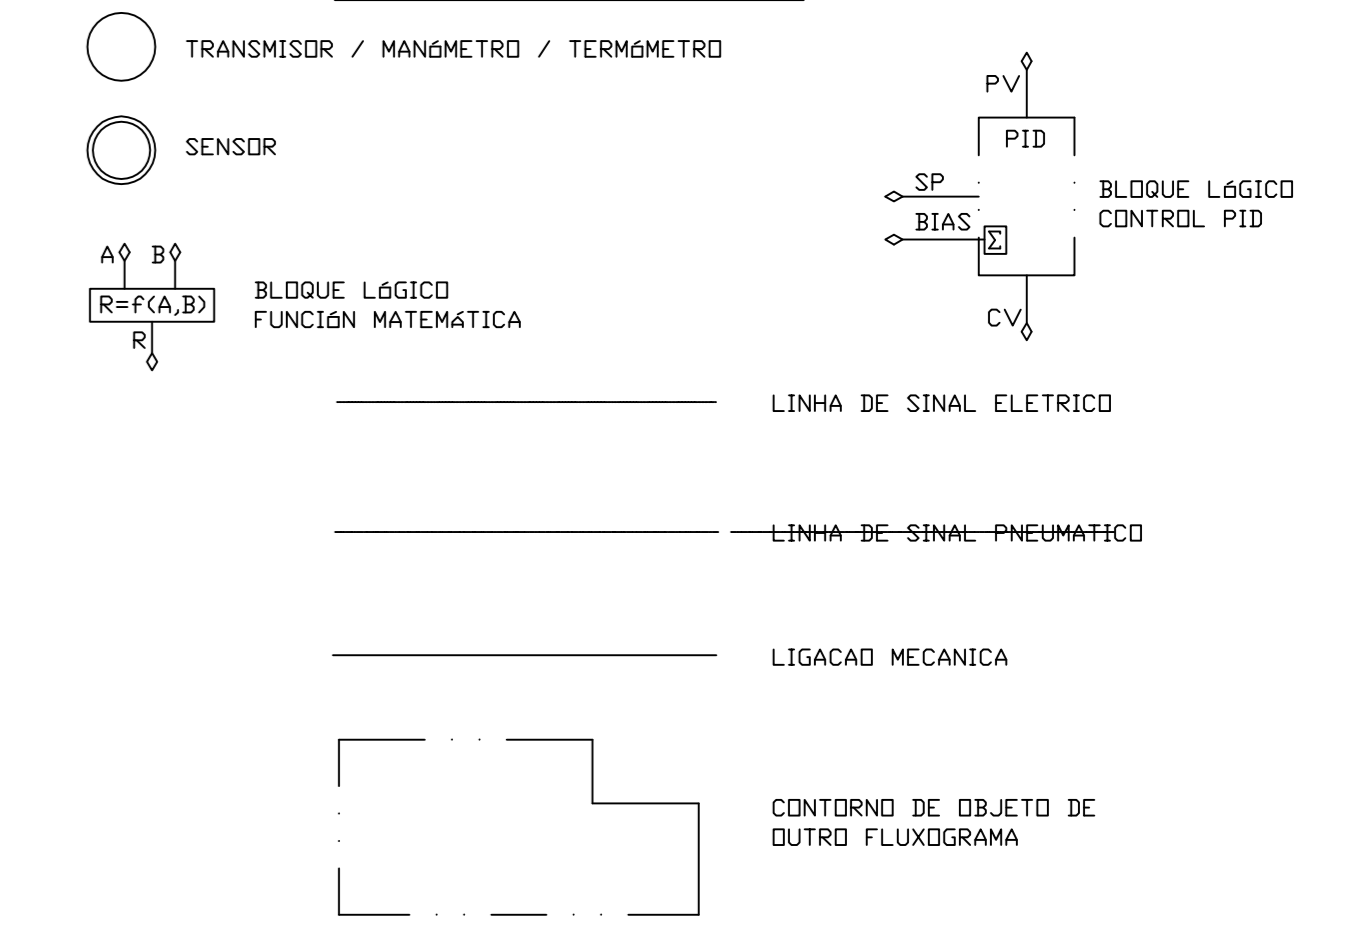 TRANSMISOR / MANóMETRO / TERMóMETRO
SENSOR
A B
R=f(A,B)
R
BLOQUE LóGICO
FUNCIóN MATEMáTICA
PV
PID
SP
BIAS
Σ
CV
BLOQUE LóGICO
CONTROL PID
LINHA DE SINAL ELETRICO
LINHA DE SINAL PNEUMATICO
LIGACAO MECANICA
CONTORNO DE OBJETO DE
OUTRO FLUXOGRAMA